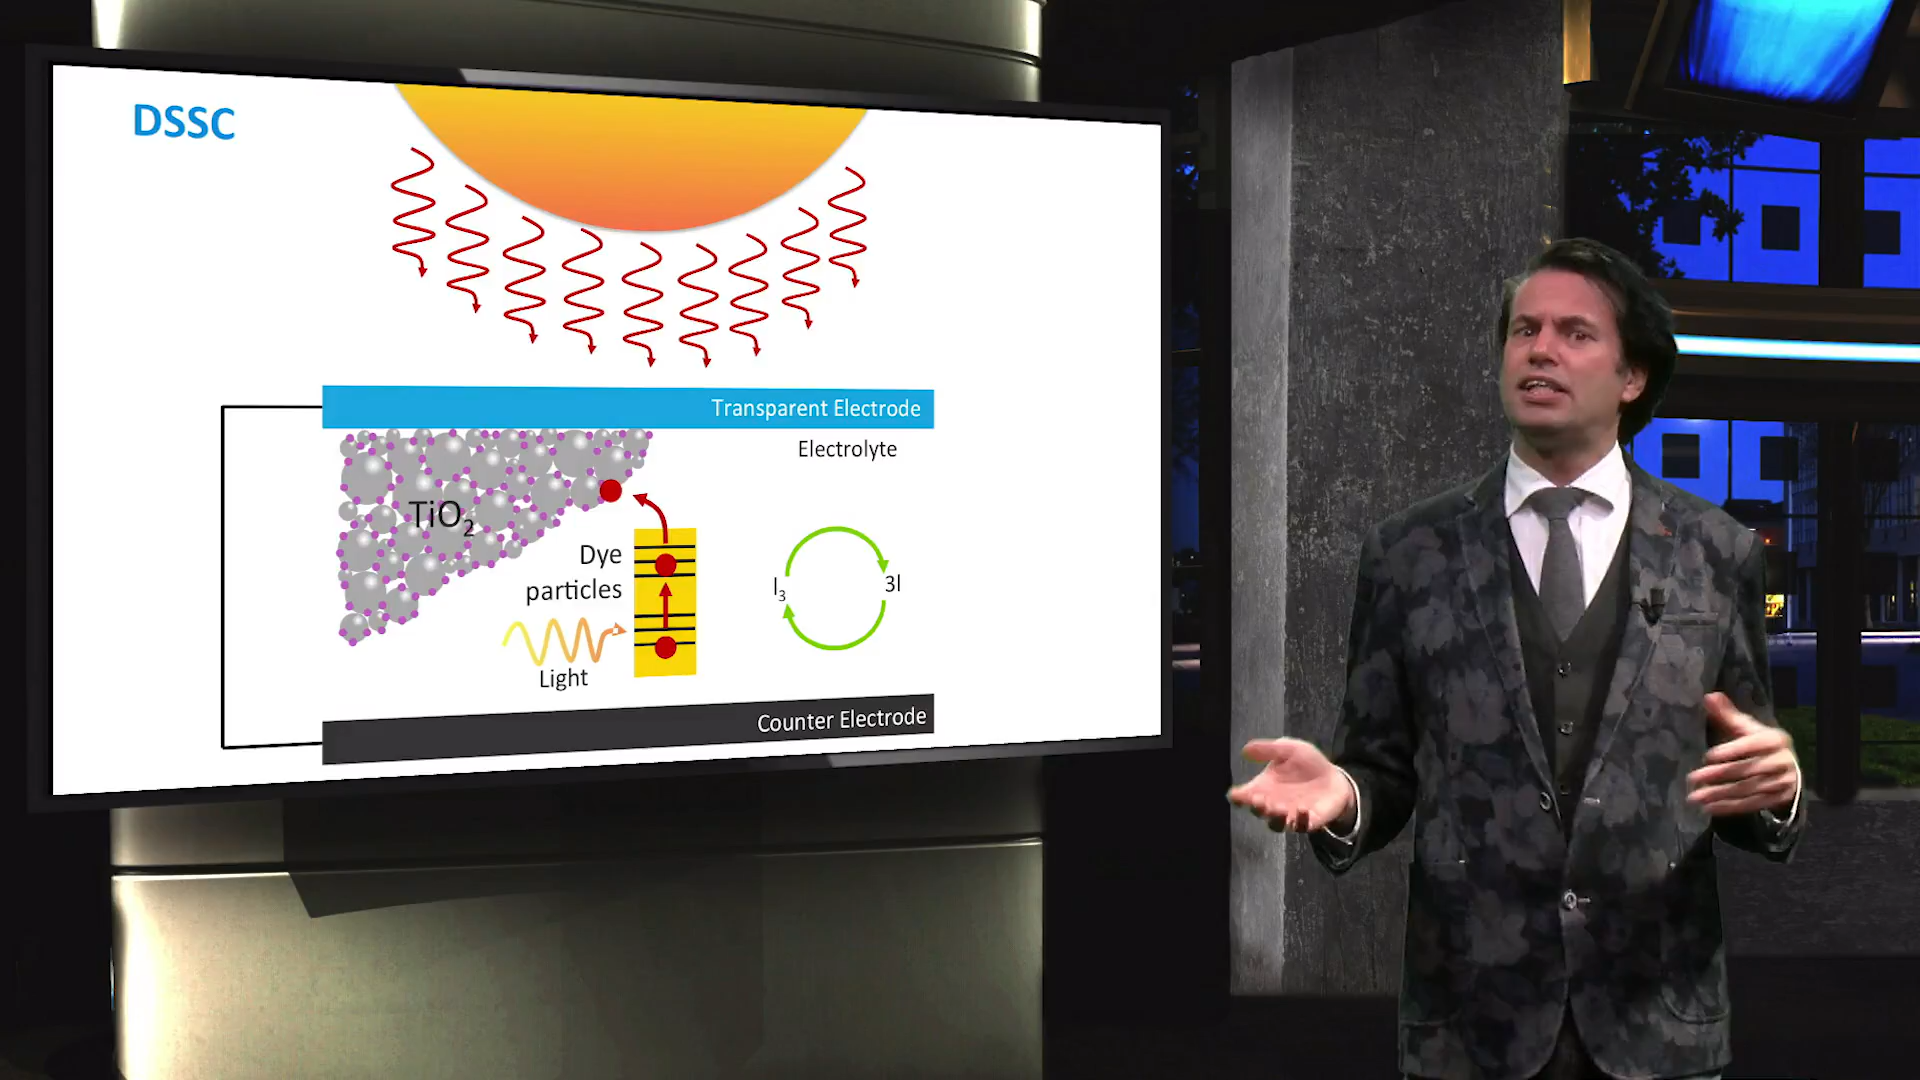 DSSC
Transparent Electrode
Electrolyte
TiO2
Dye
particles
I3
3I
Light
Counter Electrode